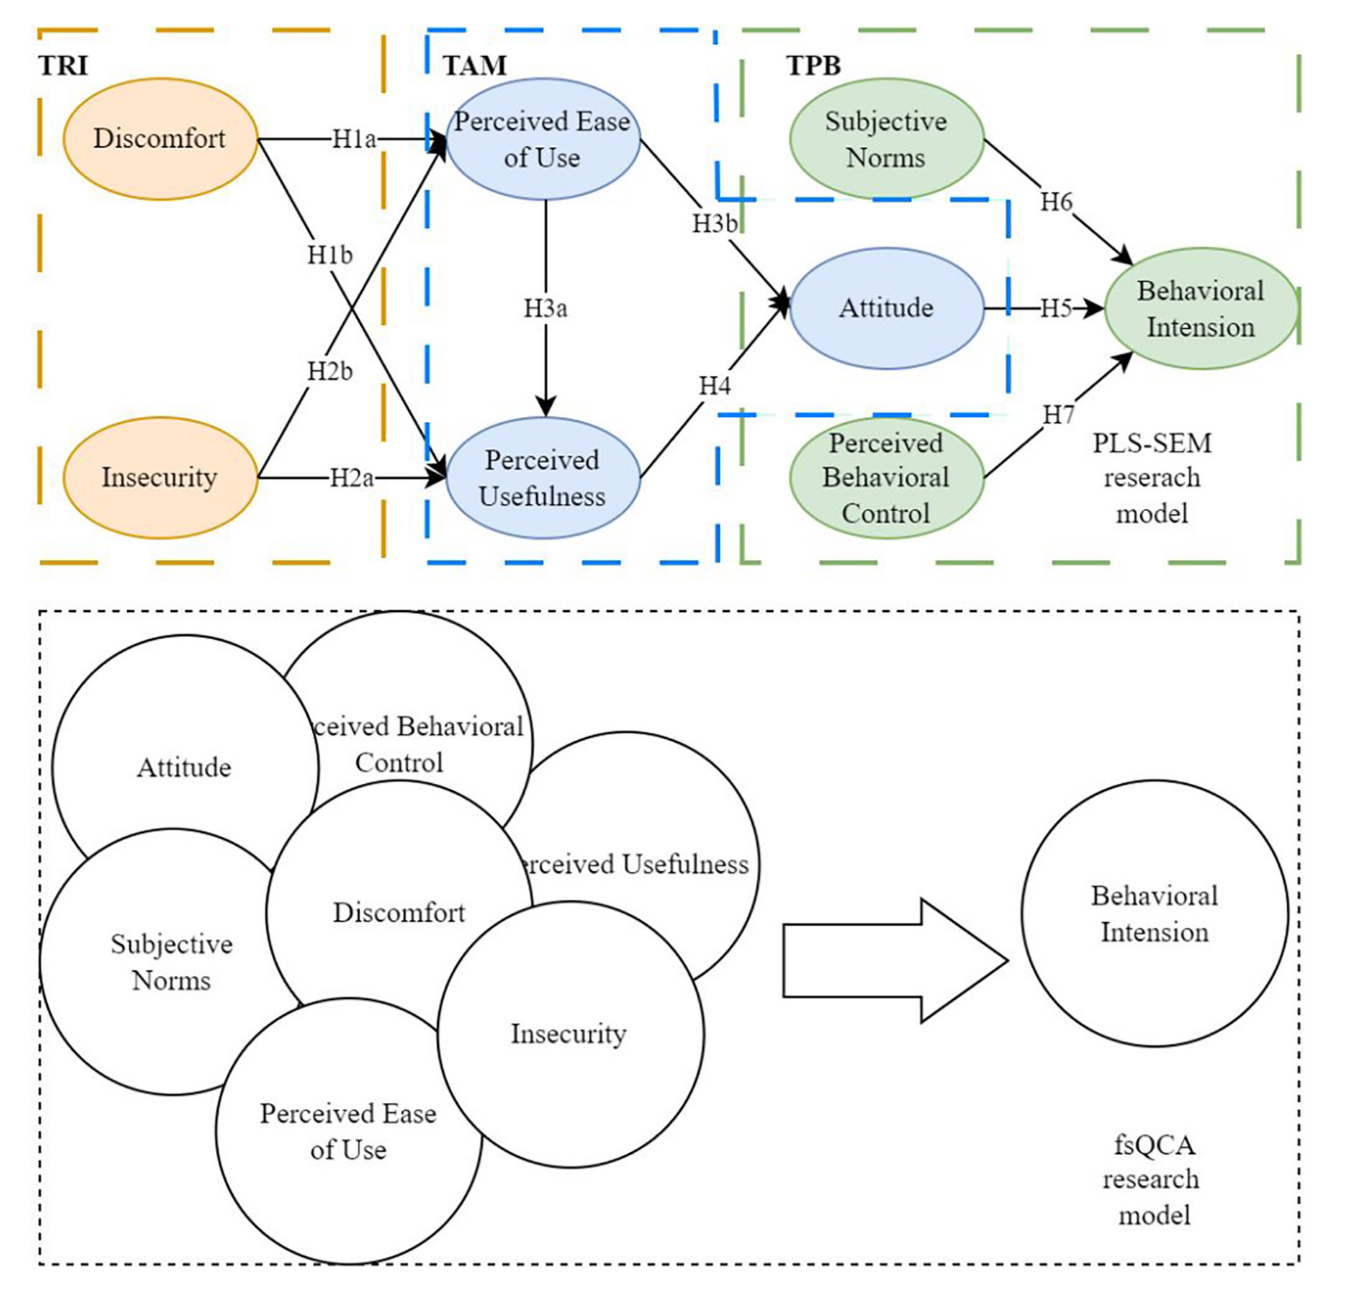 TRI
TAM
TPB
Discomfort
H1a
Perceived Ease
of Use
Subjective
Norms
H6
H3b
H1b
H3a
Attitude
H5
Behavioral
Intension
H2b
H4
H7
Insecurity
H2a
Perceived
Usefulness
Perceived
Behavioral
Control
PLS-SEM
reserach
model
Attitude
ceived Behavioral
Control
erceived Usefulness
Discomfort
Subjective
Norms
Insecurity
Perceived Ease
of Use
Behavioral
Intension
fsQCA
research
model